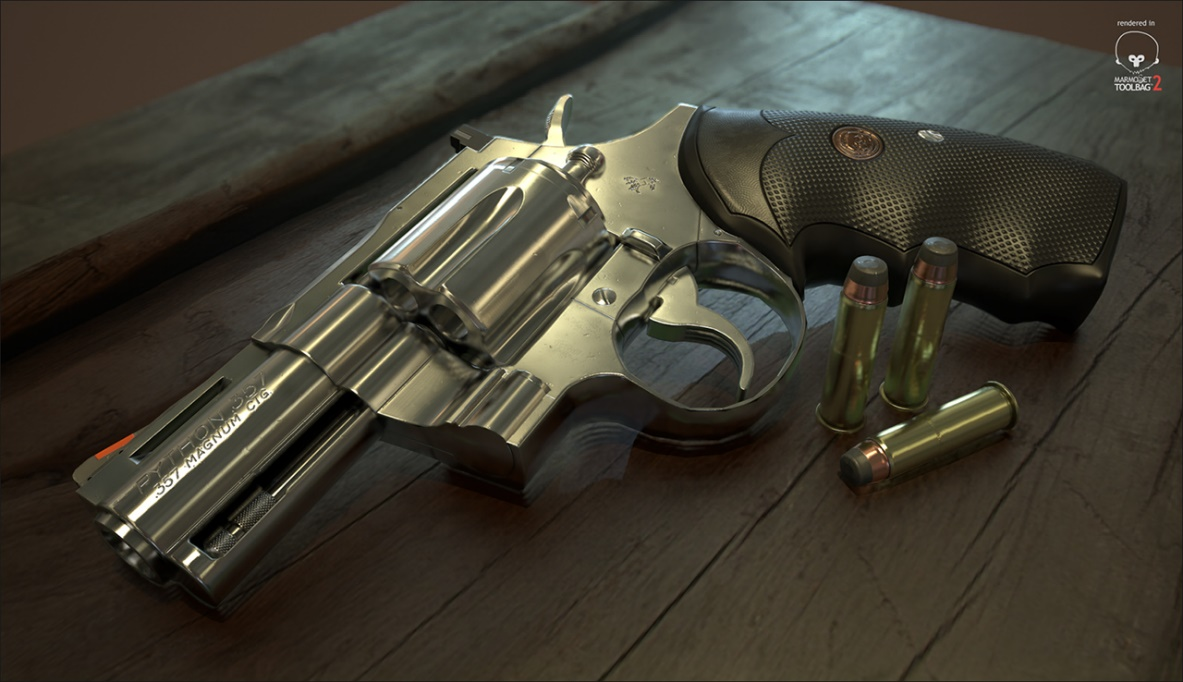 rendered in
MARMOSET
TOOLBAG 2
PYTHON 357
.357 MAGNUM CTG.